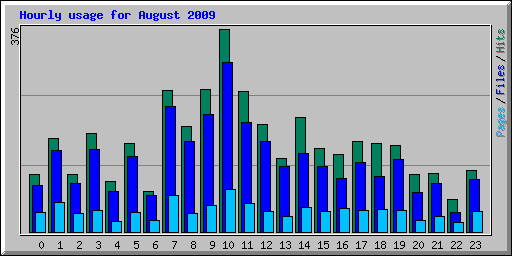 Hourly usage for August 2009
376
Pages/Files/Hits
0 1 2 3 4 5 6 7 8 9 10 11 12 13 14 15 16 17 18 19 20 21 22 23